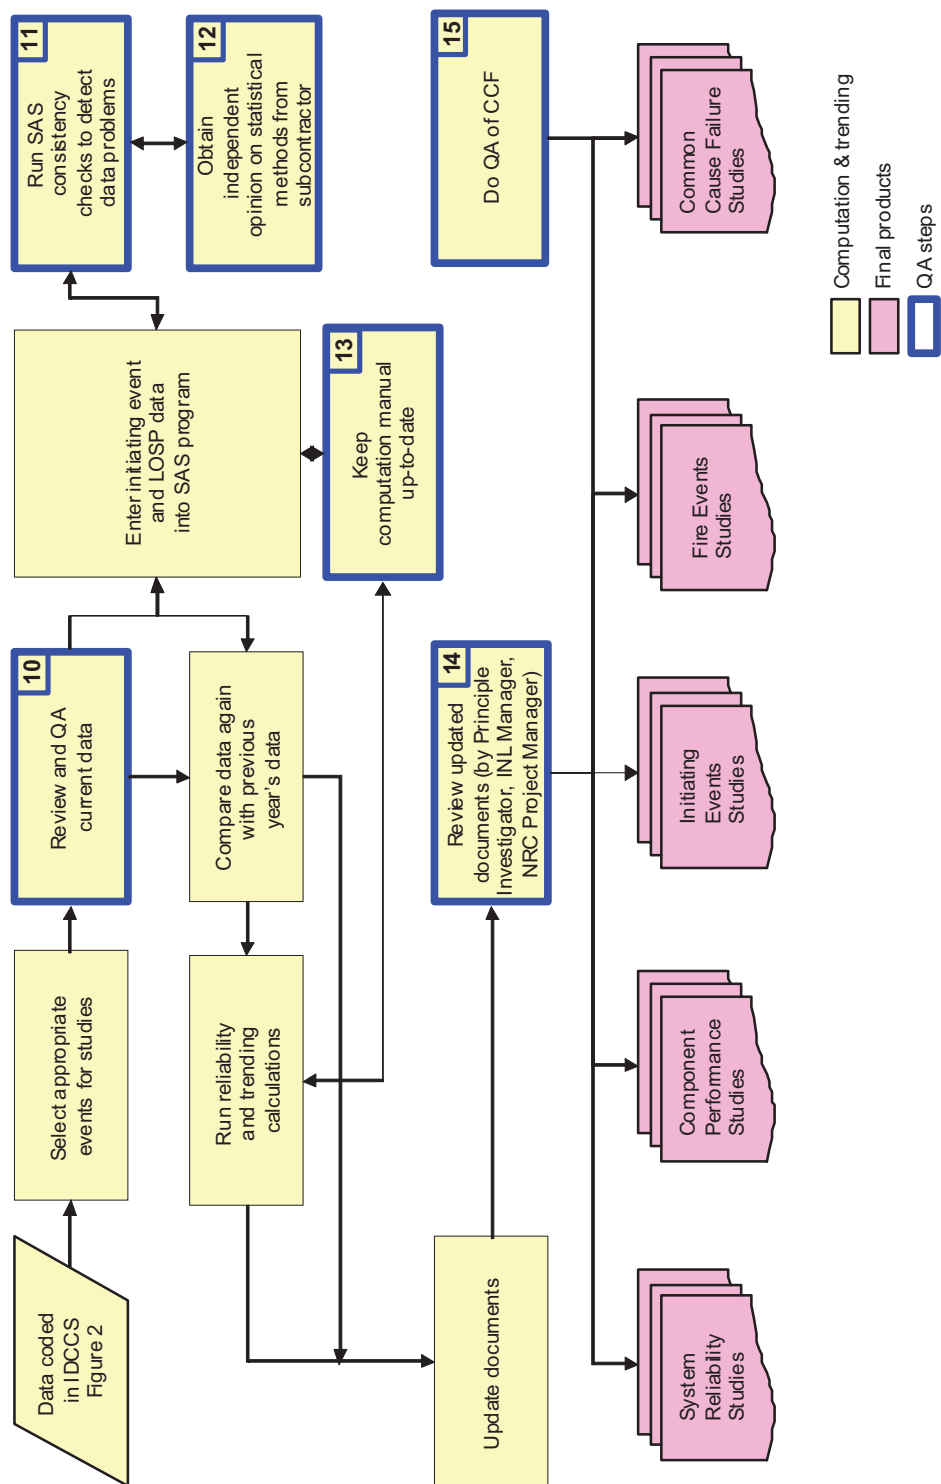 Data coded
in IDCCS
Figure 2
Select appropriate
events for studies
10
Review and QA
current data
Enter initiating event
and LOSP data
into SAS program
11
Run SAS
consistency
checks to detect
data problems
Compare data again
with previous
year's data
Run reliability
and trending
calculations
13
Keep
computation manual
up-to-date
12
Obtain
independent
opinion on statistical
methods from
subcontractor
Update documents
14
Review updated
documents (by Principle
Investigator, INL Manager,
NRC Project Manager)
15
Do QA of CCF
System
Reliability
Studies
Component
Performance
Studies
Initiating
Events
Studies
Fire Events
Studies
Common
Cause Failure
Studies
Computation & trending
Final products
QA steps